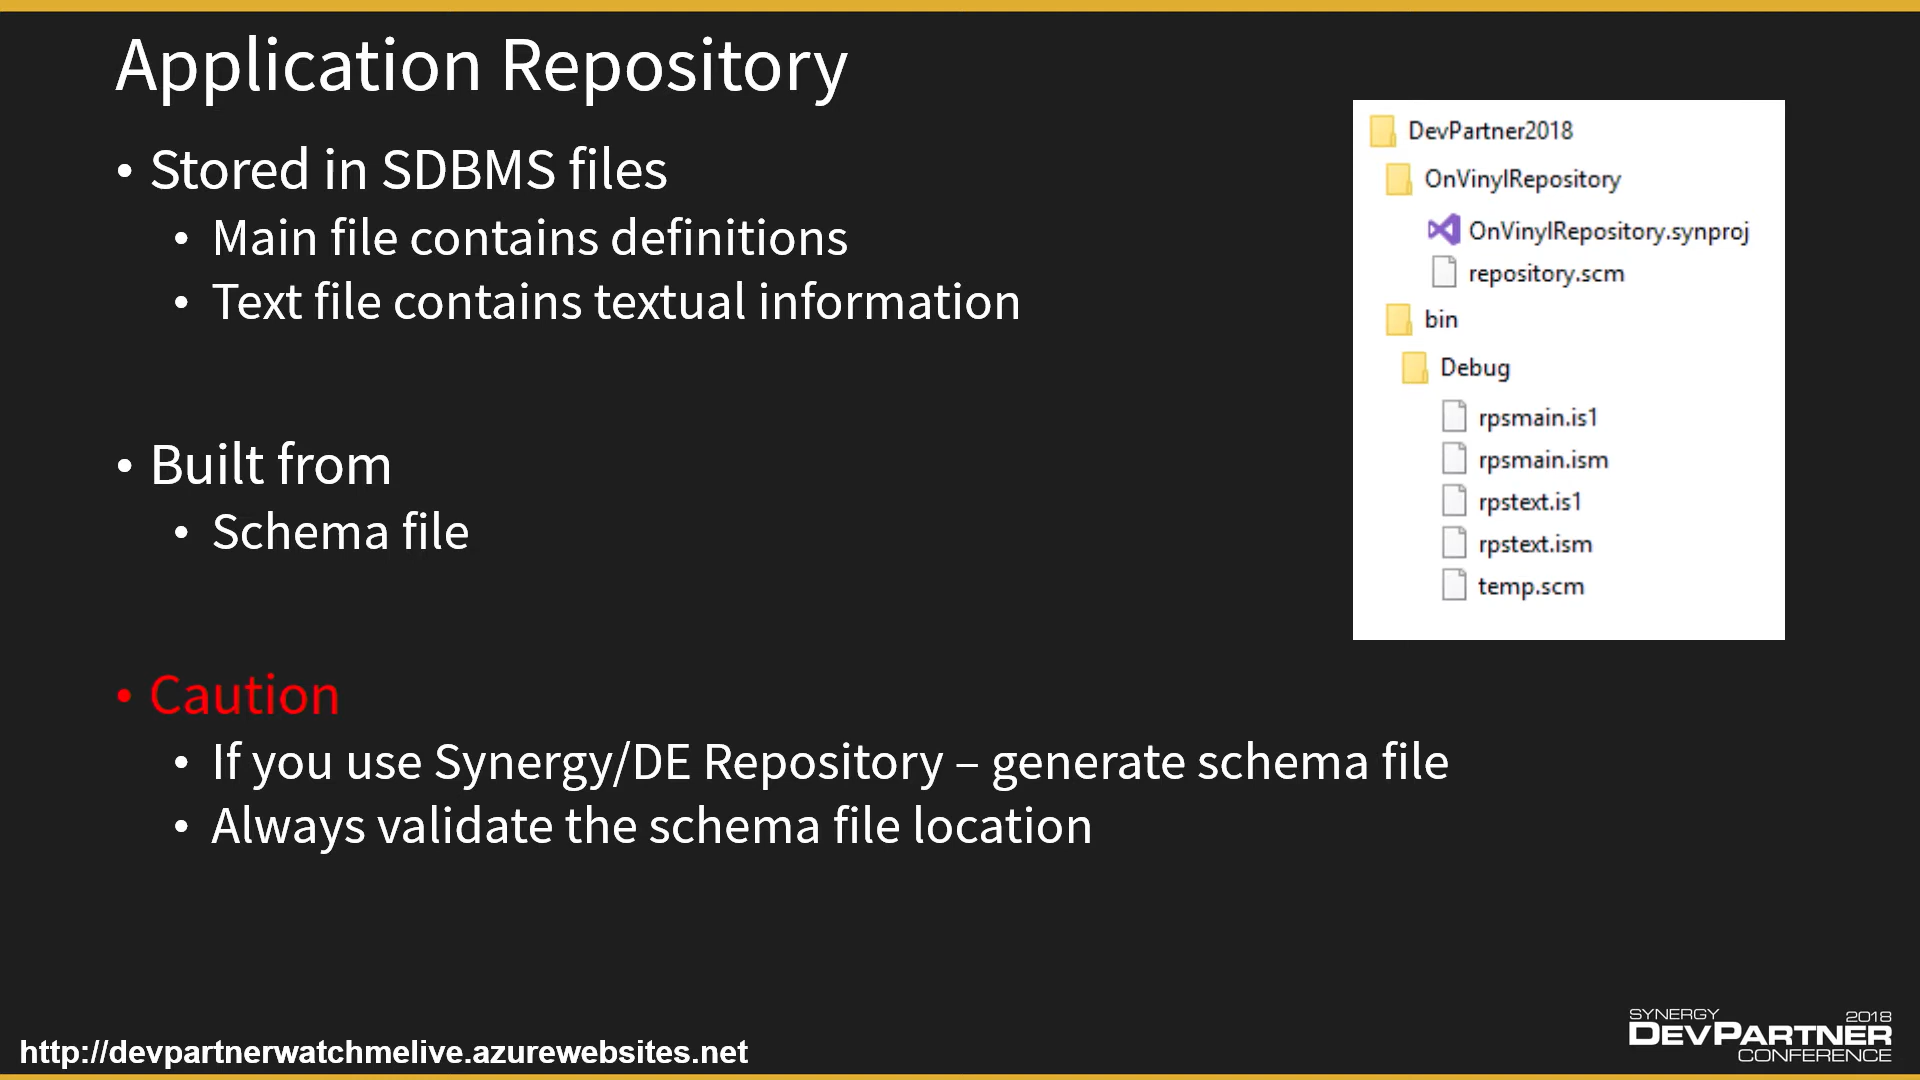 Application Repository
• Stored in SDBMS files
• Main file contains definitions
• Text file contains textual information
• Built from
• Schema file
• Caution
• If you use Synergy/DE Repository – generate schema file
• Always validate the schema file location
DevPartner2018
OnVinylRepository
OnVinylRepository.synproj
repository.scm
bin
Debug
rpsmain.is1
rpsmain.ism
rpstext.is1
rpstext.ism
temp.scm
http://devpartnerwatchmelive.azurewebsites.net
SYNERGY 2018
DEVPARTNER
CONFERENCE